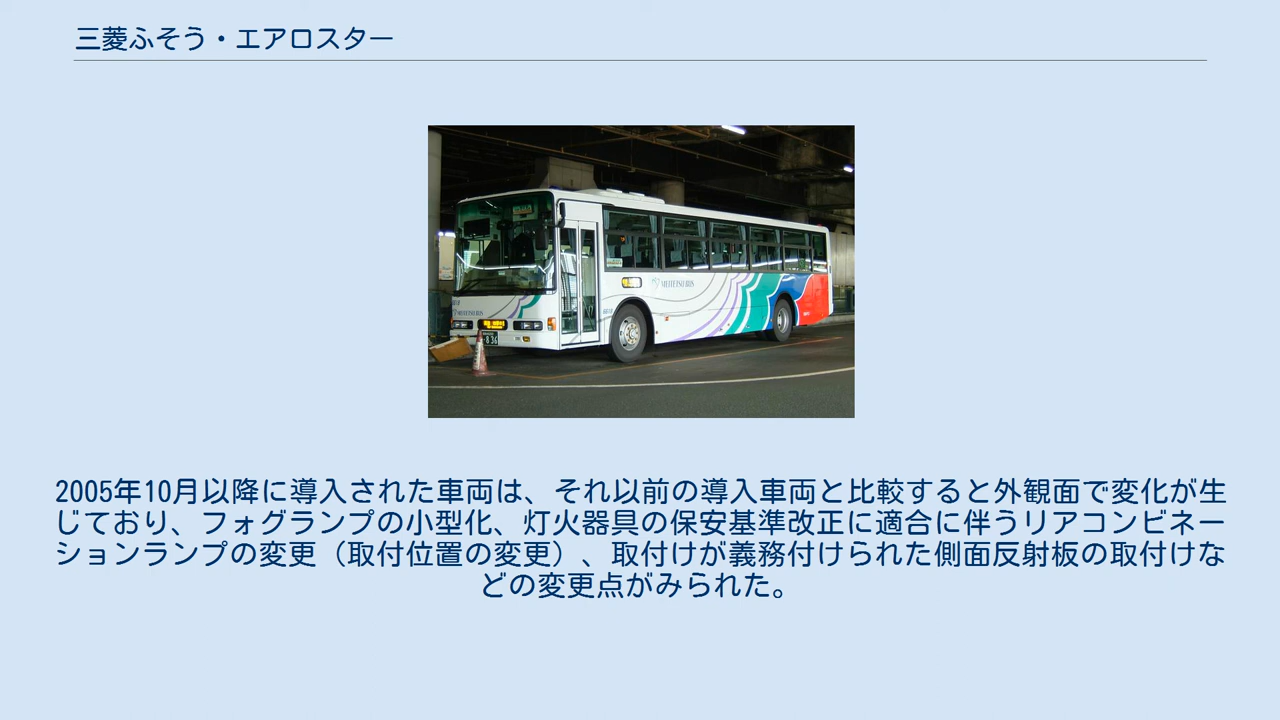 三菱ふそう・エアロスター
MEITETSU BUS
MEITETSU BUS
836
2005年10月以降に導入された車両は、それ以前の導入車両と比較すると外観面で変化が生
じており、フォグランプの小型化、灯火器具の保安基準改正に適合に伴うリアコンビネー
ションランプの変更（取付位置の変更）、取付けが義務付けられた側面反射板の取付けな
どの変更点がみられた。